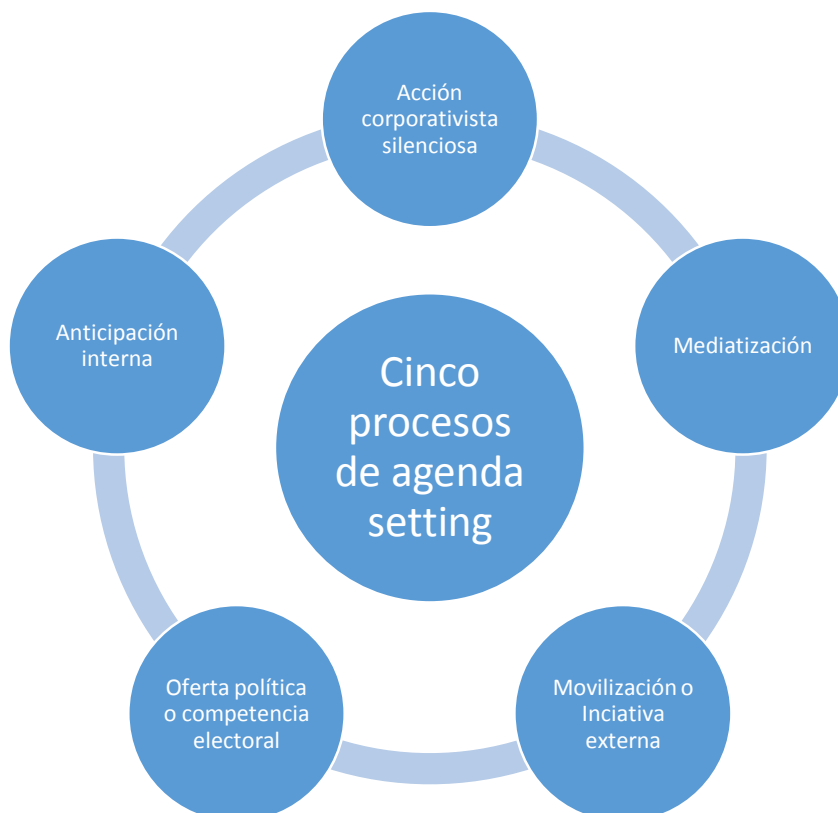 Acción
corporativista
silenciosa
Anticipación
interna
Mediatización
Cinco
procesos
de agenda
setting
Oferta política
o competencia
electoral
Movilización o
Inciativa
externa